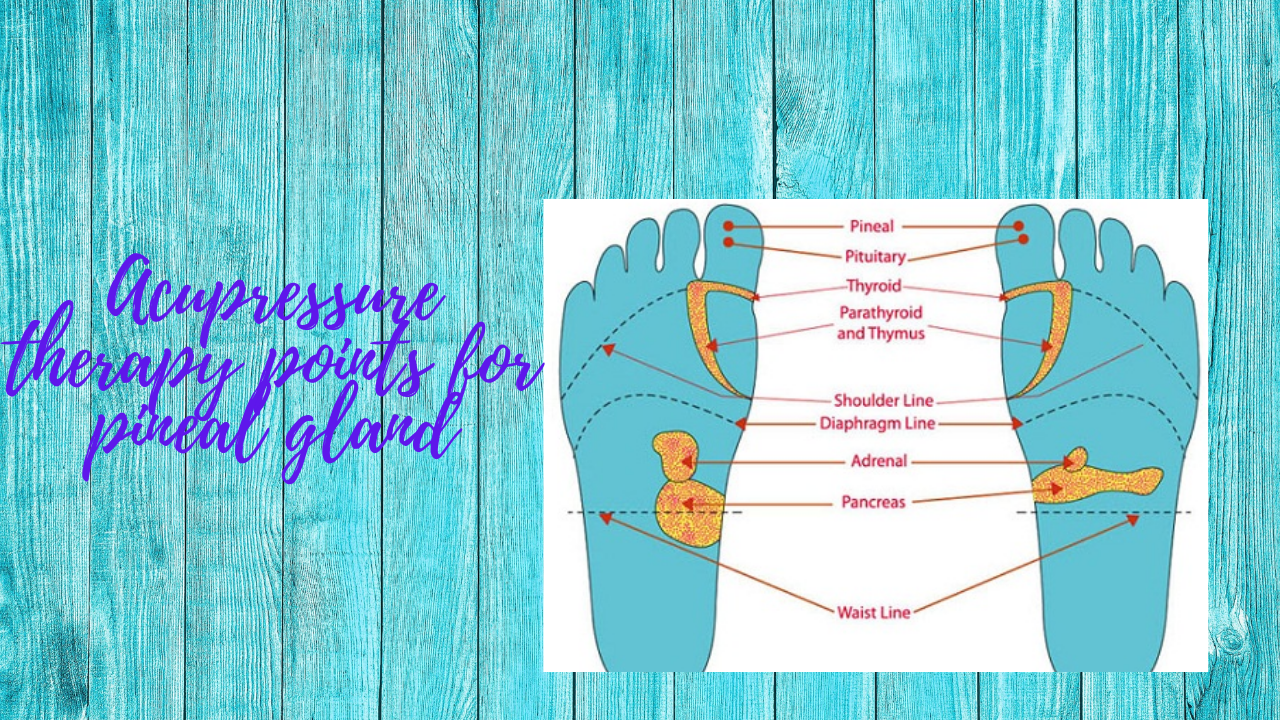 Acupressure
therapy points for
pineal gland
Pineal
Pituitary
Thyroid
Parathyroid
and Thymus
Shoulder Line
Diaphragm Line
Adrenal
Pancreas
Waist Line